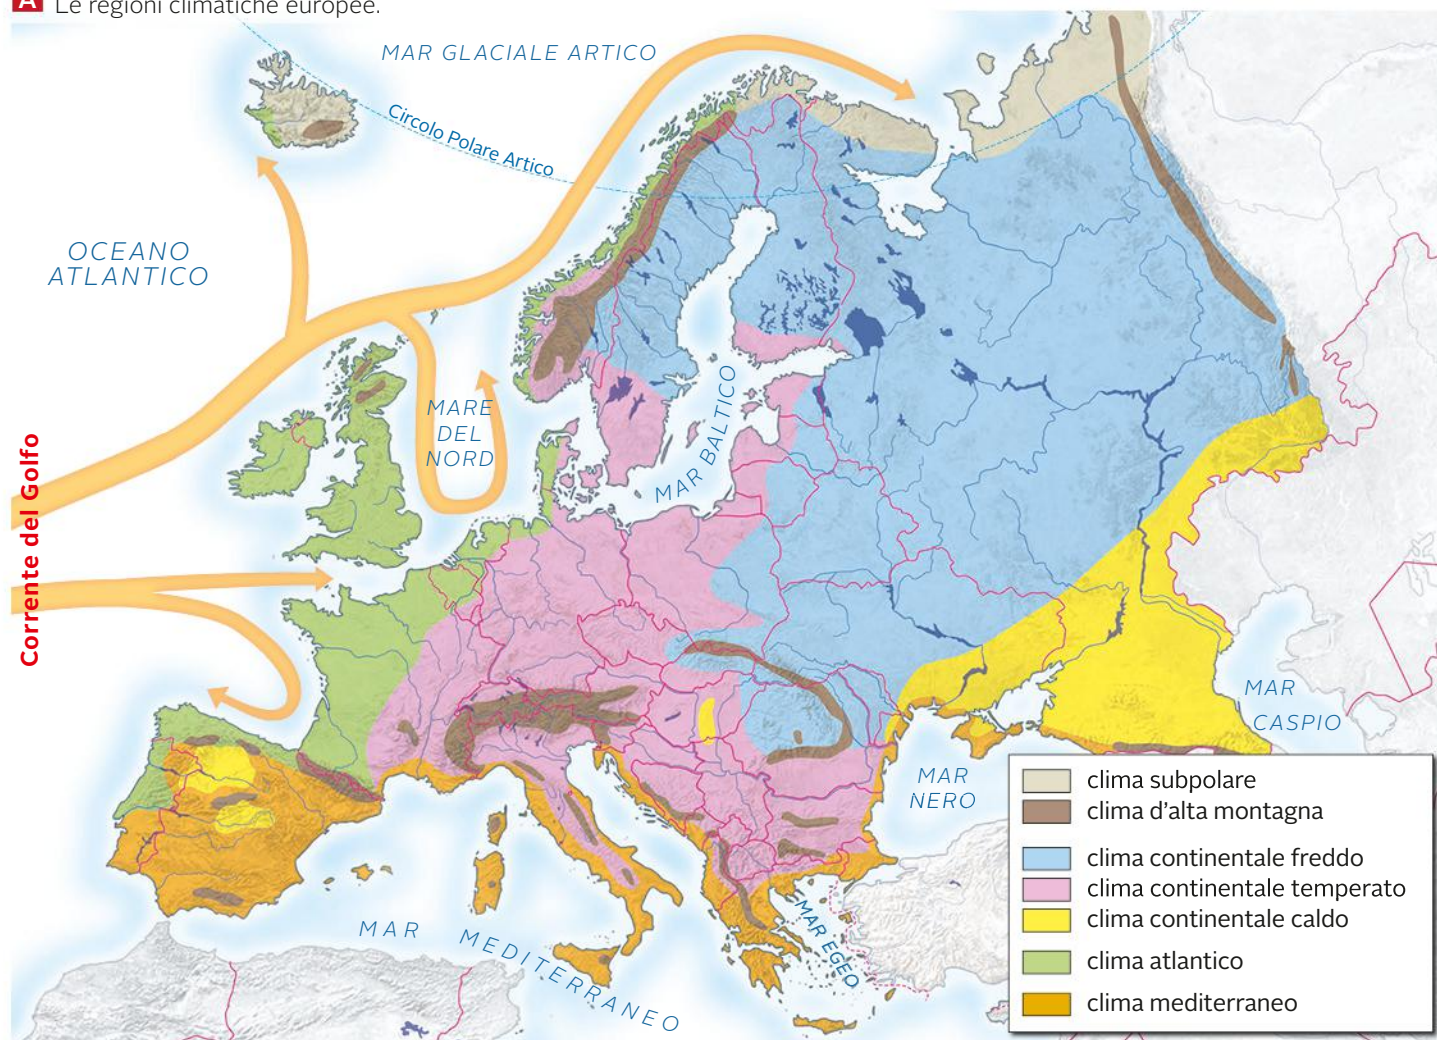 A Le regioni climatiche europee.
MAR GLACIALE ARTICO
Circolo Polare Artico
OCEANO
ATLANTICO
MARE
DEL
NORD
MAR BALTICO
Corrente del Golfo
MAR
CASPIO
MAR
NERO
MAR EGEO
MAR MEDITERRANEO
clima subpolare
clima d'alta montagna
clima continentale freddo
clima continentale temperato
clima continentale caldo
clima atlantico
clima mediterraneo